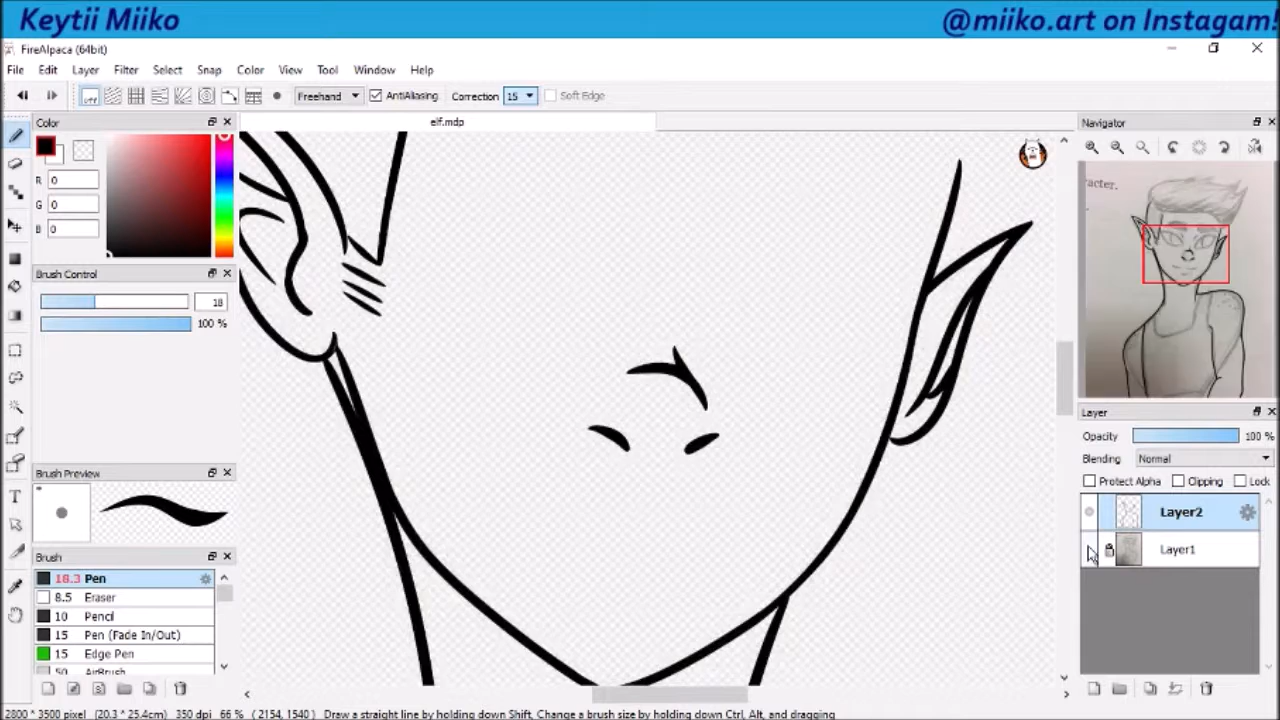 Keytii Miiko
@miiko.art on Instagam!
FireAlpaca (64bit)
File Edit Layer Filter Select Snap Color View Tool Window Help
off Freehand AntiAliasing Correction 15 Soft Edge
Color
R 0
G 0
B 0
Brush Control
18
100 %
Brush Preview
Brush
18.3 Pen
8.5 Eraser
10 Pencil
15 Pen (Fade In/Out)
15 Edge Pen
50 AirBrush
elf.mdp
Navigator
acter.
Layer
Opacity 100 %
Blending Normal
Protect Alpha Clipping Lock
Layer2
Layer1
2800 * 3500 pixel (20.3 * 25.4cm) 350 dpi 66 % ( 2154, 1540 ) Draw a straight line by holding down Shift, Change a brush size by holding down Ctrl, Alt, and dragging